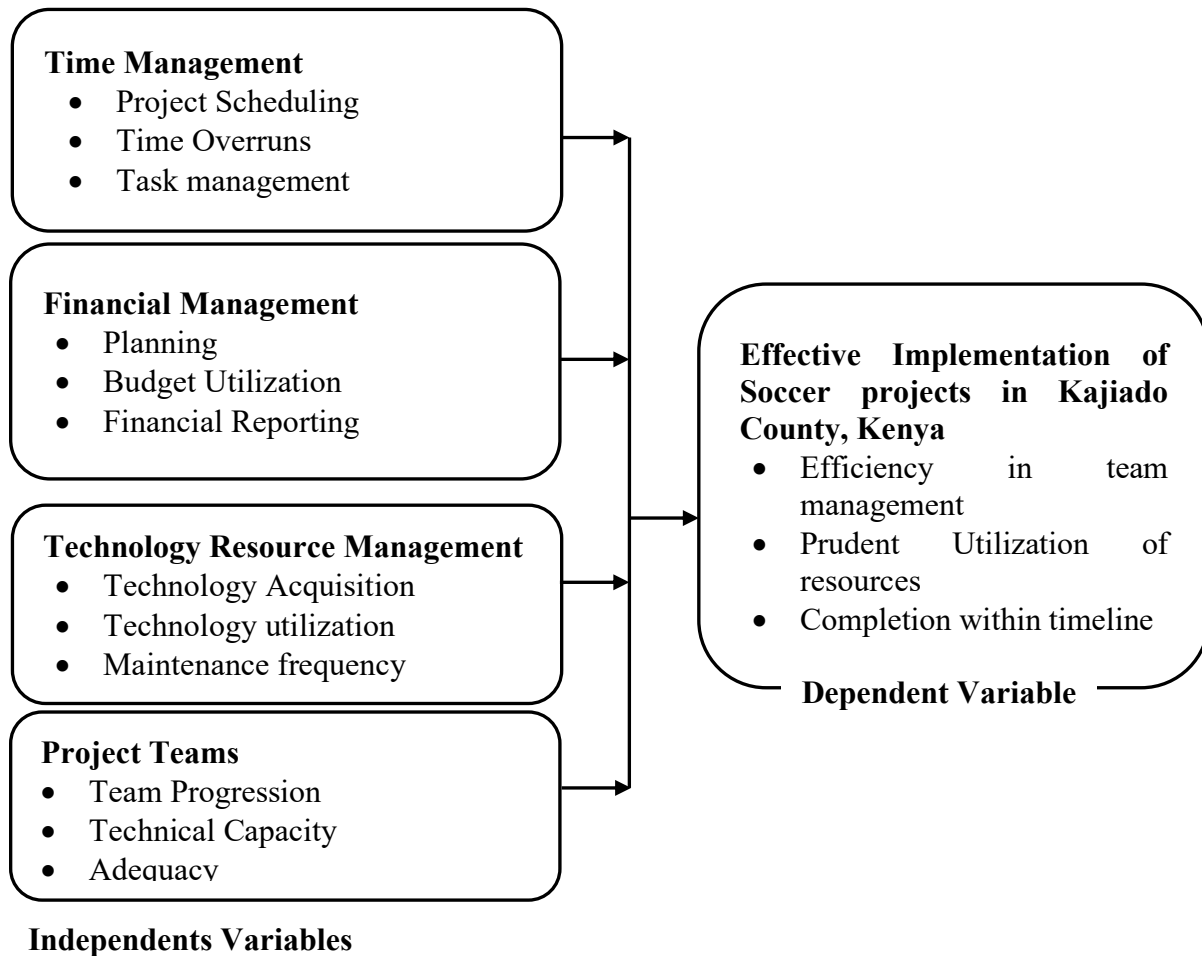 Time Management
• Project Scheduling
• Time Overruns
• Task management
Financial Management
• Planning
• Budget Utilization
• Financial Reporting
Technology Resource Management
• Technology Acquisition
• Technology utilization
• Maintenance frequency
Project Teams
• Team Progression
• Technical Capacity
• Adequacy
Independents Variables
Effective Implementation of
Soccer projects in Kajiado
County, Kenya
• Efficiency in team
management
• Prudent Utilization of
resources
• Completion within timeline
Dependent Variable